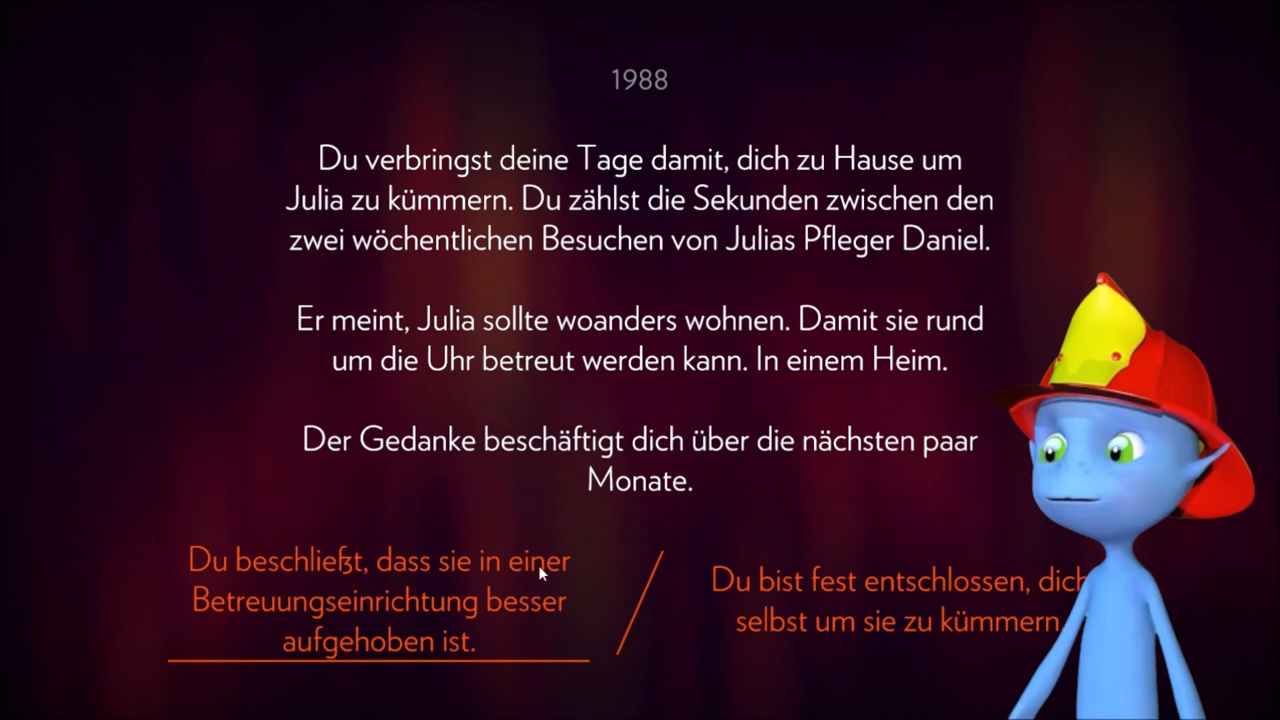 1988
Du verbringst deine Tage damit, dich zu Hause um
Julia zu kümmern. Du zählst die Sekunden zwischen den
zwei wöchentlichen Besuchen von Julias Pfleger Daniel.
Er meint, Julia sollte woanders wohnen. Damit sie rund
um die Uhr betreut werden kann. In einem Heim.
Der Gedanke beschäftigt dich über die nächsten paar
Monate.
Du beschließt, dass sie in einer
Betreuungseinrichtung besser
aufgehoben ist.
Du bist fest entschlossen, dich
selbst um sie zu kümmern